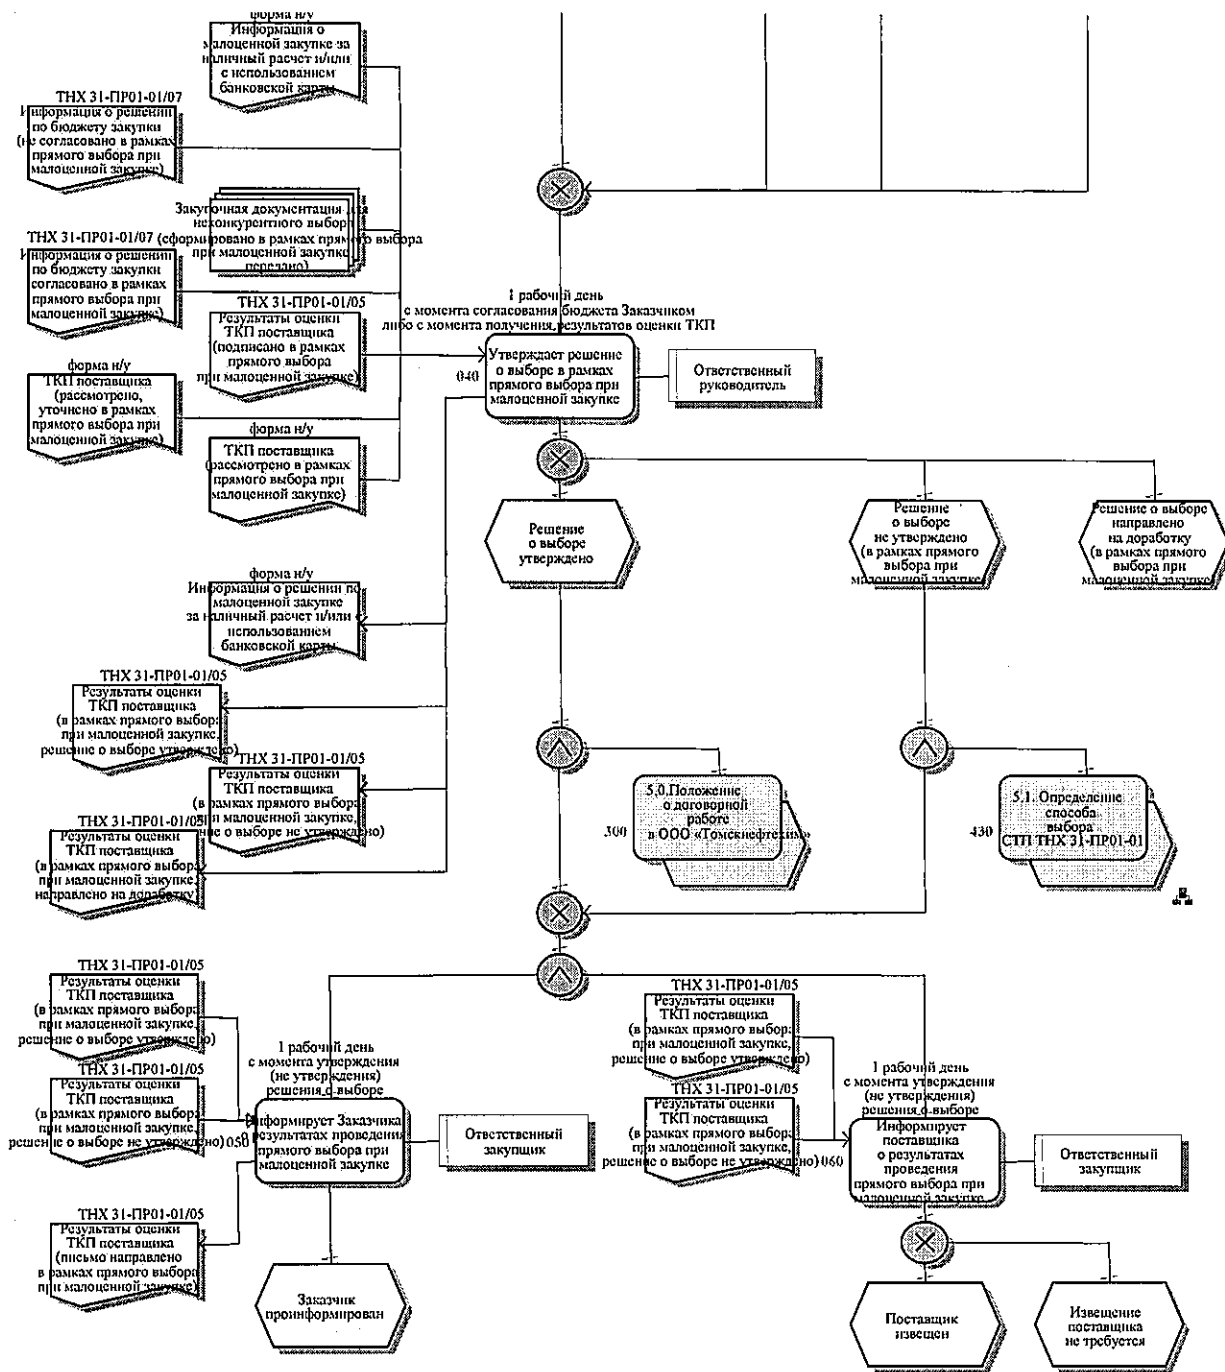 форма н/у
Информация о
малоценной закупке за
наличный расчет и/или
с использованием
банковской карты
ТНХ 31-ПР01-01/07
Информация о решении
по бюджету закупки
(не согласовано в рамках
прямого выбора при
малоценной закупке)
Закупочная документация для
неконкурентного выбора
(сформировано в рамках прямого выбора
при малоценной закупке,
передано)
ТНХ 31-ПР01-01/07
Информация о решении
по бюджету закупки
согласовано в рамках
прямого выбора при
малоценной закупке)
ТНХ 31-ПР01-01/05
Результаты оценки
ТКП поставщика
(подписано в рамках
прямого выбора
при малоценной закупке)
1 рабочий день
с момента согласования бюджета Заказчиком
либо с момента получения результатов оценки ТКП
Утверждает решение
о выборе в рамках
прямого выбора при
малоценной закупке
040
Ответственный
руководитель
форма н/у
ТКП поставщика
(рассмотрено,
уточнено в рамках
прямого выбора при
малоценной закупке)
форма н/у
ТКП поставщика
(рассмотрено в рамках
прямого выбора при
малоценной закупке)
Решение
о выборе
утверждено
Решение
о выборе
не утверждено
(в рамках прямого
выбора при
малоценной закупке)
Решение о выборе
направлено
на доработку
(в рамках прямого
выбора при
малоценной закупке)
форма н/у
Информация о решении по
малоценной закупке
за наличный расчет и/или с
использованием
банковской карты
ТНХ 31-ПР01-01/05
Результаты оценки
ТКП поставщика
(в рамках прямого выбора
при малоценной закупке,
решение о выборе утверждено)
ТНХ 31-ПР01-01/05
Результаты оценки
ТКП поставщика
(в рамках прямого выбора
при малоценной закупке,
решение о выборе не утверждено)
ТНХ 31-ПР01-01/05
Результаты оценки
ТКП поставщика
(в рамках прямого выбора
при малоценной закупке,
направлено на доработку)
5.0.Положение
о договорной
работе
в ООО «Томскнефтехим»
300
5.1. Определение
способа
выбора
СТП ТНХ 31-ПР01-01
430
ТНХ 31-ПР01-01/05
Результаты оценки
ТКП поставщика
(в рамках прямого выбора
при малоценной закупке,
решение о выборе утверждено)
ТНХ 31-ПР01-01/05
Результаты оценки
ТКП поставщика
(в рамках прямого выбора
при малоценной закупке,
решение о выборе не утверждено)
1 рабочий день
с момента утверждения
(не утверждения)
решения о выборе
Информирует Заказчика
о результатах проведения
прямого выбора при
малоценной закупке
050
Ответственный
закупщик
ТНХ 31-ПР01-01/05
Результаты оценки
ТКП поставщика
(письмо направлено
в рамках прямого выбора
при малоценной закупке)
Заказчик
проинформирован
ТНХ 31-ПР01-01/05
Результаты оценки
ТКП поставщика
(в рамках прямого выбора
при малоценной закупке,
решение о выборе утверждено)
ТНХ 31-ПР01-01/05
Результаты оценки
ТКП поставщика
(в рамках прямого выбора
при малоценной закупке,
решение о выборе не утверждено)
1 рабочий день
с момента утверждения
(не утверждения)
решения о выборе
Информирует
поставщика
о результатах
проведения
прямого выбора при
малоценной закупке
060
Ответственный
закупщик
Поставщик
извещен
Извещение
поставщика
не требуется